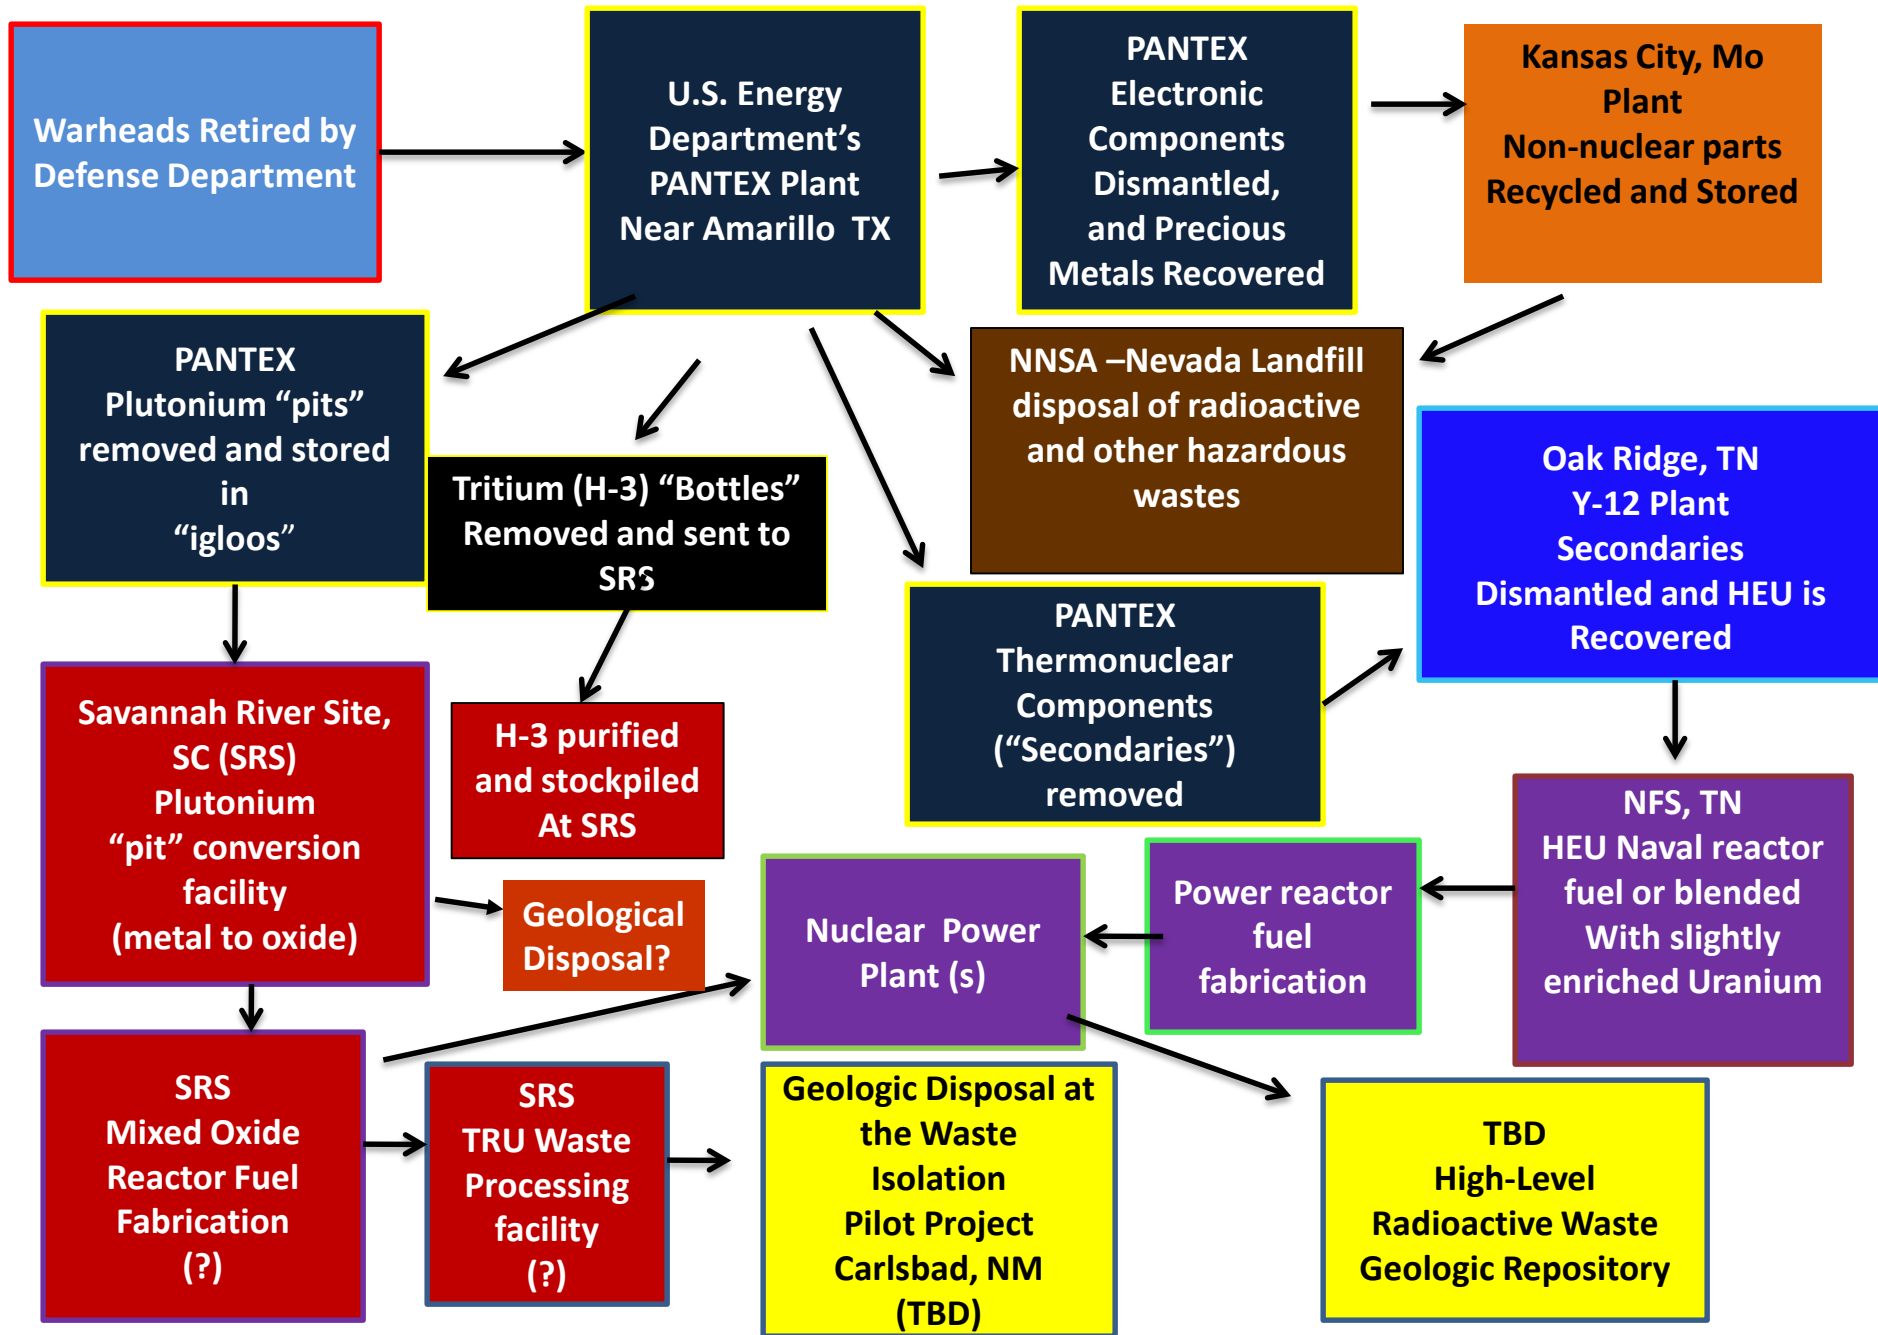 Warheads Retired by
Defense Department
U.S. Energy
Department’s
PANTEX Plant
Near Amarillo  TX
PANTEX
Electronic
Components
Dismantled,
and Precious
Metals Recovered
Kansas City, Mo
Plant
Non-nuclear parts
Recycled and Stored
PANTEX
Plutonium “pits”
removed and stored
in
“igloos”
Tritium (H-3) “Bottles”
Removed and sent to
SRS
NNSA –Nevada Landfill
disposal of radioactive
and other hazardous
wastes
Oak Ridge, TN
Y-12 Plant
Secondaries
Dismantled and HEU is
Recovered
PANTEX
Thermonuclear
Components
(“Secondaries”)
removed
Savannah River Site,
SC (SRS)
Plutonium
“pit” conversion
facility
(metal to oxide)
H-3 purified
and stockpiled
At SRS
Geological
Disposal?
Nuclear  Power
Plant (s)
Power reactor
fuel
fabrication
NFS, TN
HEU Naval reactor
fuel or blended
With slightly
enriched Uranium
SRS
Mixed Oxide
Reactor Fuel
Fabrication
(?)
SRS
TRU Waste
Processing
facility
(?)
Geologic Disposal at
the Waste
Isolation
Pilot Project
Carlsbad, NM
(TBD)
TBD
High-Level
Radioactive Waste
Geologic Repository